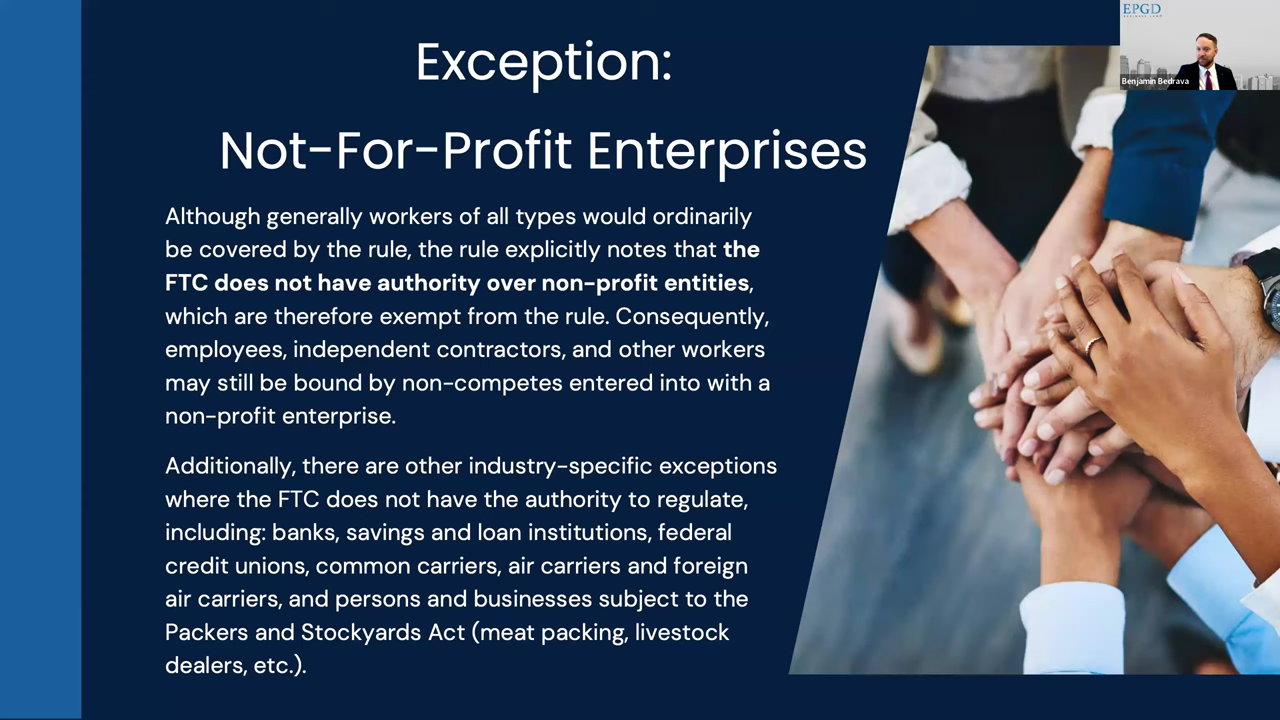 EPGD
Benjamin Bedrava
Exception:
Not-For-Profit Enterprises
Although generally workers of all types would ordinarily
be covered by the rule, the rule explicitly notes that the
FTC does not have authority over non-profit entities,
which are therefore exempt from the rule. Consequently,
employees, independent contractors, and other workers
may still be bound by non-competes entered into with a
non-profit enterprise.
Additionally, there are other industry-specific exceptions
where the FTC does not have the authority to regulate,
including: banks, savings and loan institutions, federal
credit unions, common carriers, air carriers and foreign
air carriers, and persons and businesses subject to the
Packers and Stockyards Act (meat packing, livestock
dealers, etc.).